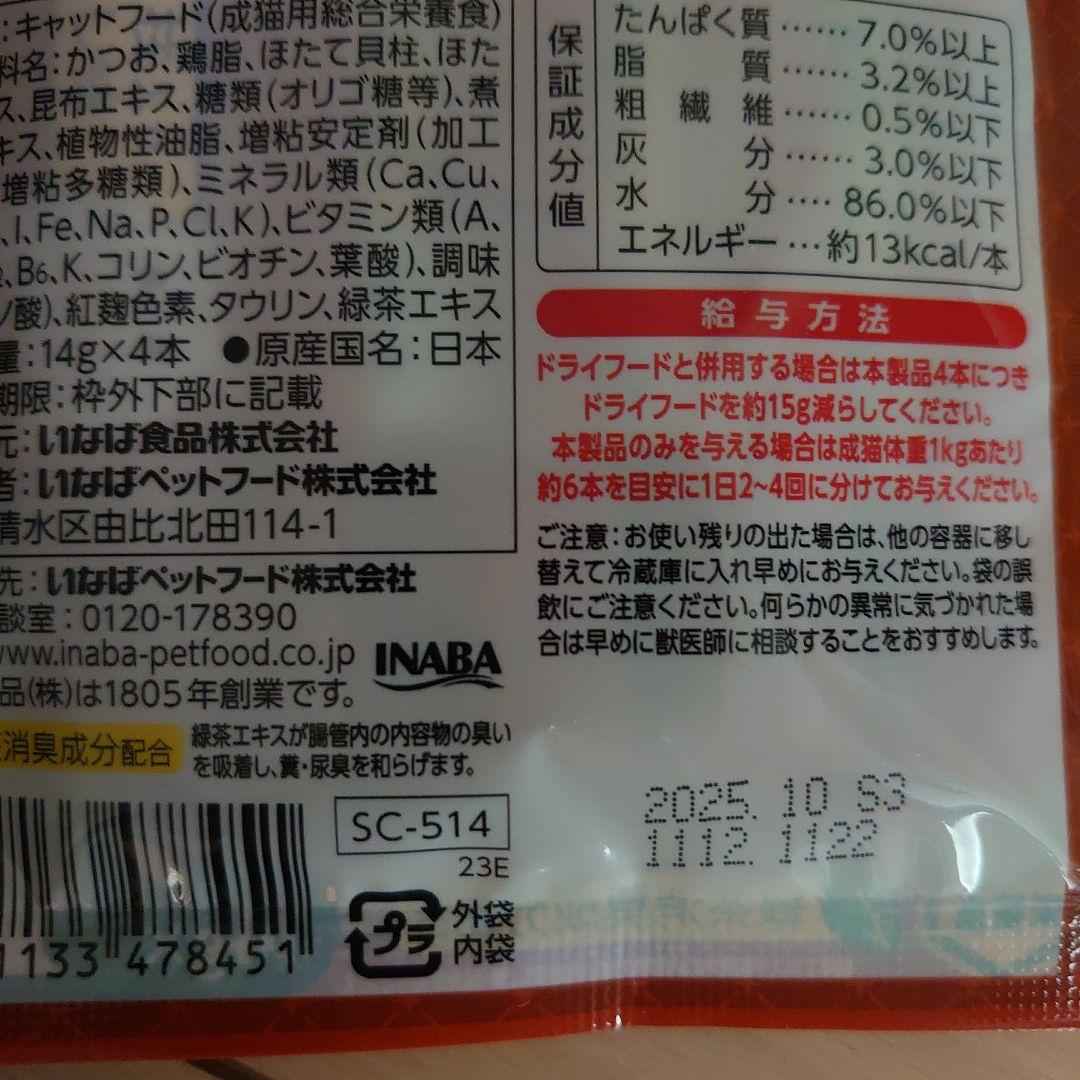 :キャットフード(成猫用総合栄養食)
料名:かつお、鶏脂、ほたて貝柱、ほた
ス、昆布エキス、糖類(オリゴ糖等)、煮
キス、植物性油脂、増粘安定剤(加工
増粘多糖類)、ミネラル類(Ca、Cu、
、I、Fe、Na、P、Cl、K)、ビタミン類(A、
、B6、K、コリン、ビオチン、葉酸)、調味
ノ酸)、紅麹色素、タウリン、緑茶エキス
量:14g×4本 ●原産国名:日本
期限:枠外下部に記載
元:いなば食品株式会社
者:いなばペットフード株式会社
清水区由比北田114-1
先:いなばペットフード株式会社
談室:0120-178390
www.inaba-petfood.co.jp
INABA
品(株)は1805年創業です。
消臭成分配合
緑茶エキスが腸管内の内容物の臭い
を吸着し、糞・尿臭を和らげます。
SC-514
23E
1133 478451
プラ
外袋
内袋
保証成分値
たんぱく質……7.0%以上
脂質……3.2%以上
粗繊維……0.5%以下
灰分……3.0%以下
水分……86.0%以下
エネルギー…約13kcal/本
給与方法
ドライフードと併用する場合は本製品4本につき
ドライフードを約15g減らしてください。
本製品のみを与える場合は成猫体重1kgあたり
約6本を目安に1日2~4回に分けてお与えください。
ご注意:お使い残りの出た場合は、他の容器に移し
替えて冷蔵庫に入れ早めにお与えください。袋の誤
飲にご注意ください。何らかの異常に気づかれた場
合は早めに獣医師に相談することをおすすめします。
2025. 10 S3
1112. 1122